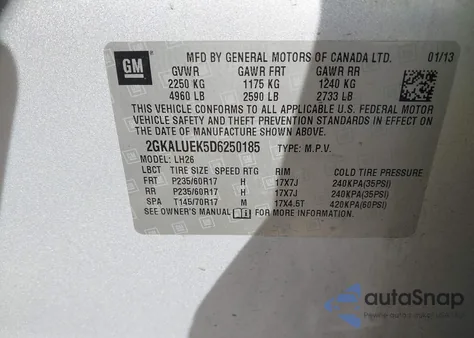 GM
MFD BY GENERAL MOTORS OF CANADA LTD. 01/13
GVWR GAWR FRT GAWR RR
2250 KG 1175 KG 1240 KG
4960 LB 2590 LB 2733 LB
THIS VEHICLE CONFORMS TO ALL APPLICABLE U.S. FEDERAL MOTOR
VEHICLE SAFETY AND THEFT PREVENTION STANDARDS IN EFFECT ON
THE DATE OF MANUFACTURE SHOWN ABOVE.
2GKALUEK5D6250185 TYPE: M.P.V.
MODEL: LH26
LBCT TIRE SIZE SPEED RTG RIM COLD TIRE PRESSURE
FRT P235/60R17 H 17X7J 240KPA(35PSI)
RR P235/60R17 H 17X7J 240KPA(35PSI)
SPA T145/70R17 M 17X4.5T 420KPA(60PSI)
SEE OWNER'S MANUAL FOR MORE INFORMATION.
autoSnap